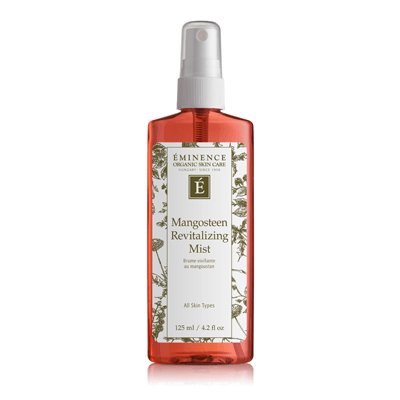 ÉMINENCE
ORGANIC SKIN CARE
HUNGARY · SINCE 1958
É
Mangosteen
Revitalizing
Mist
Brume vivifiante
au mangoustan
All Skin Types
125 ml / 4.2 fl oz